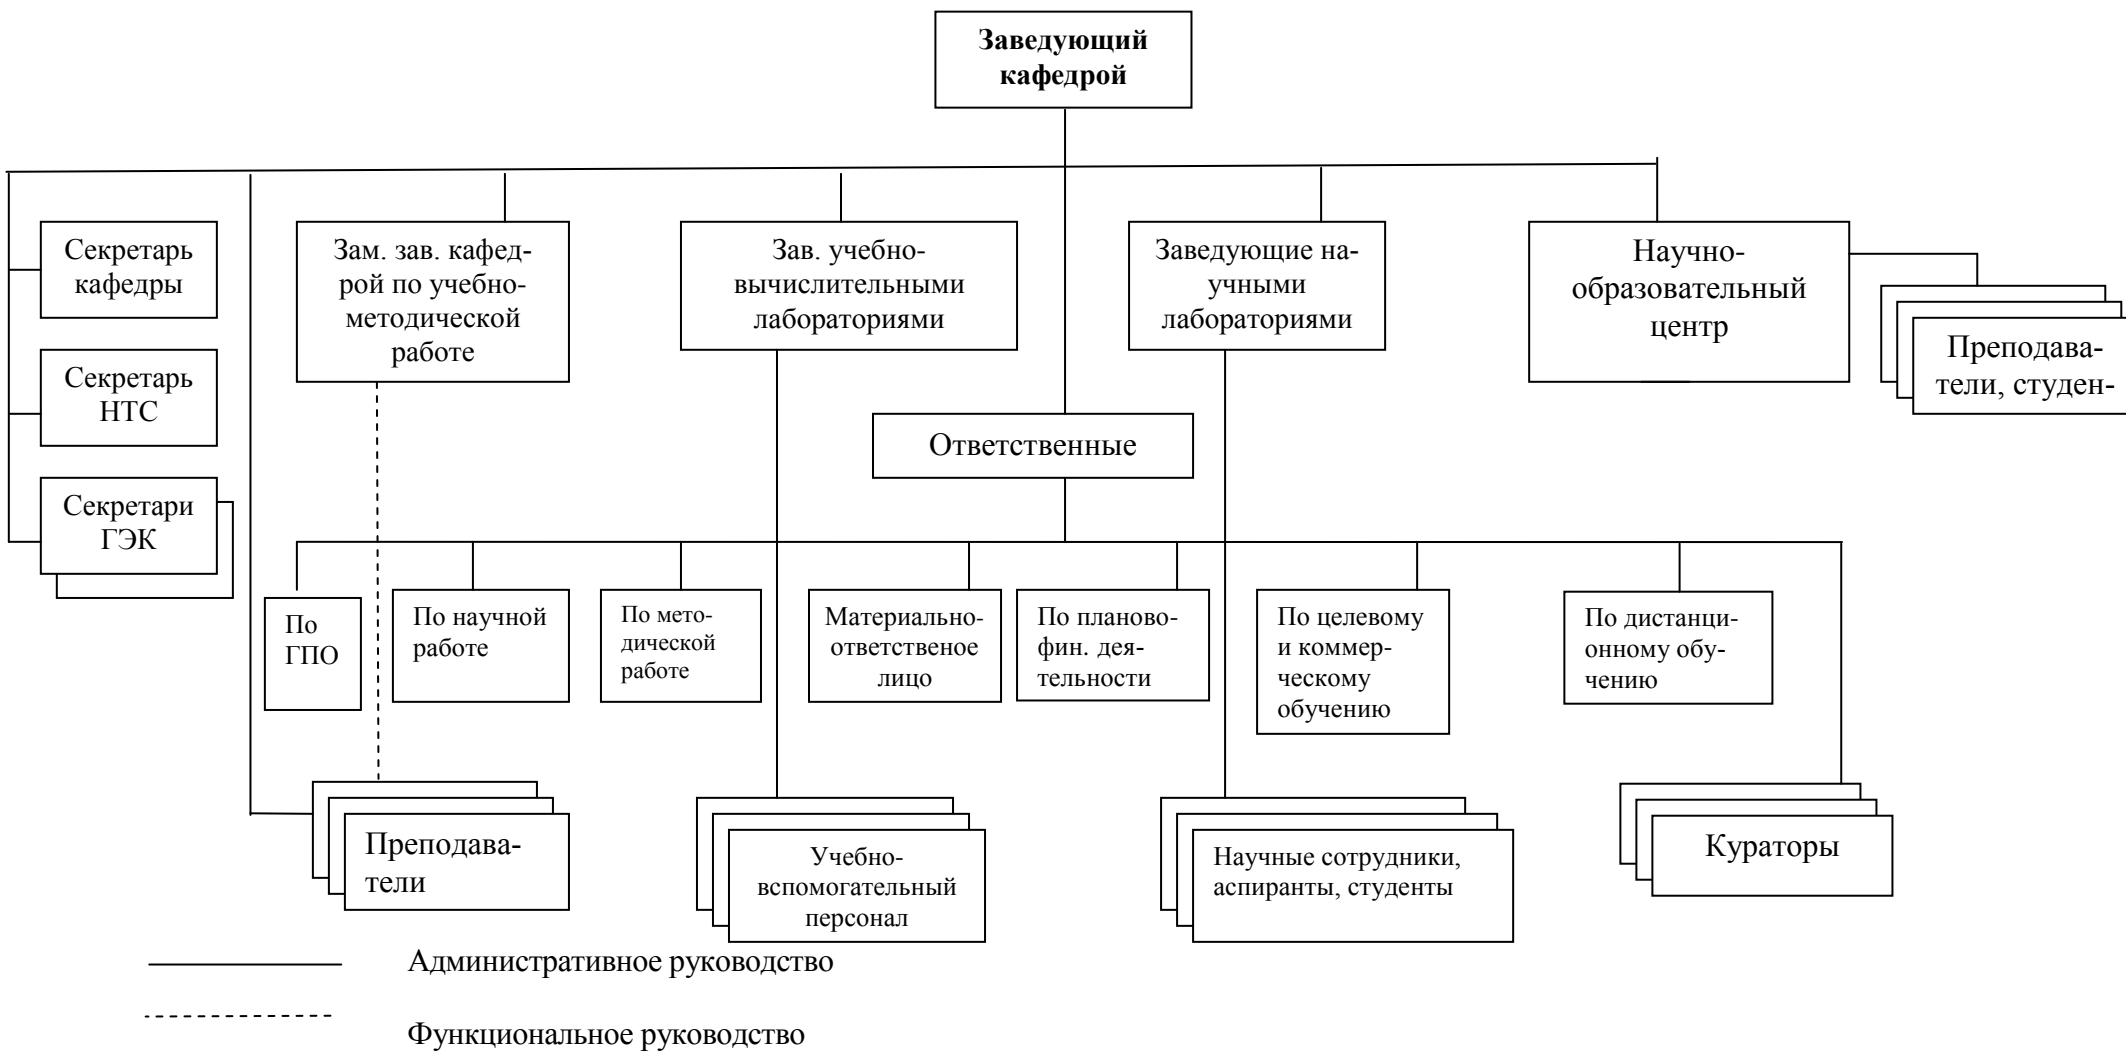 Заведующий
кафедрой
Секретарь
кафедры
Зам. зав. кафед-
рой по учебно-
методической
работе
Зав. учебно-
вычислительными
лабораториями
Заведующие на-
учными
лабораториями
Научно-
образовательный
центр
Преподава-
тели, студен-
Секретарь
НТС
Ответственные
Секретари
ГЭК
По
ГПО
По научной
работе
По мето-
дической
работе
Материально-
ответственое
лицо
По планово-
фин. дея-
тельности
По целевому
и коммер-
ческому
обучению
По дистанци-
онному обу-
чению
Преподава-
тели
Учебно-
вспомогательный
персонал
Научные сотрудники,
аспиранты, студенты
Кураторы
Административное руководство
Функциональное руководство